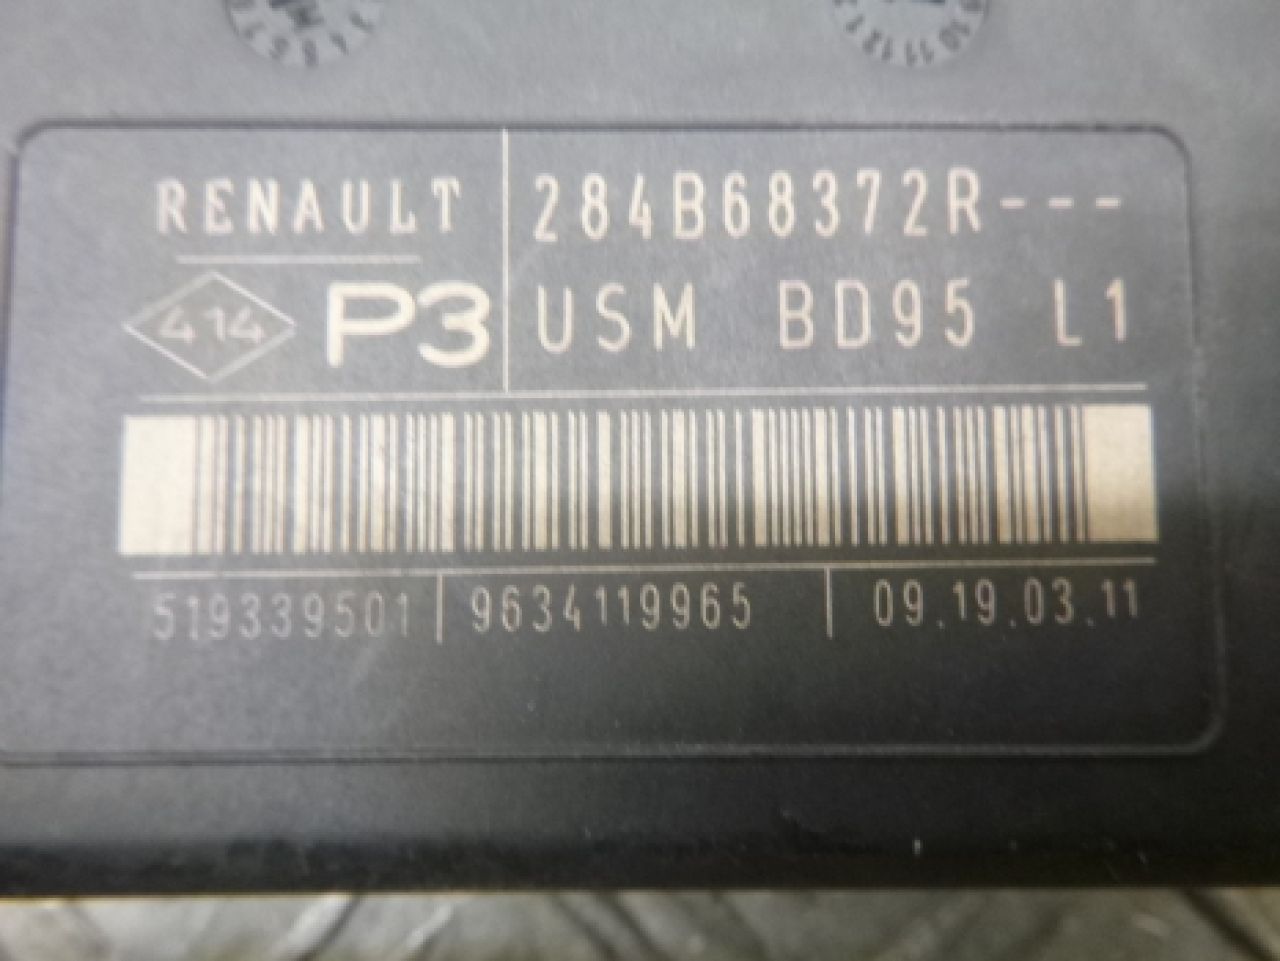 RENAULT
284B68372R---
414 P3
USM BD95 L1
519339501 9634119965 09.19.03.11